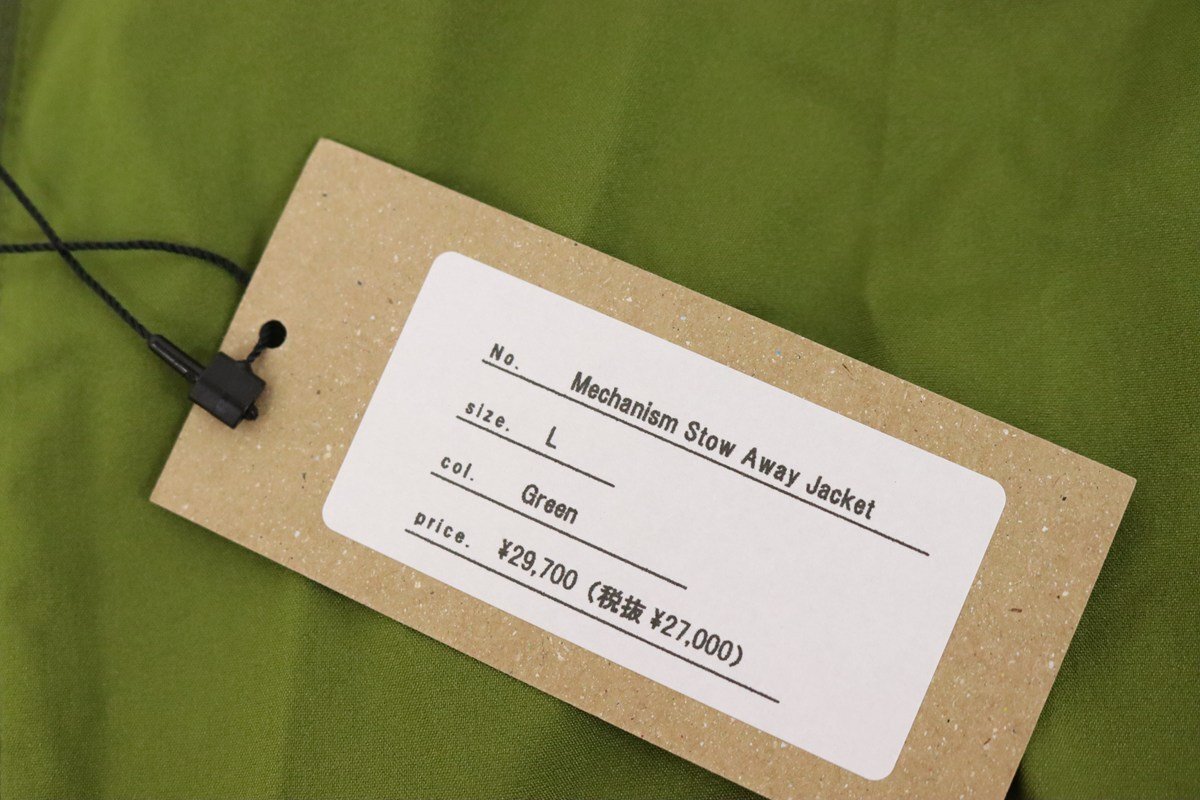 No. Mechanism Stow Away Jacket
size. L
col. Green
price. ¥29,700（税抜 ¥27,000）